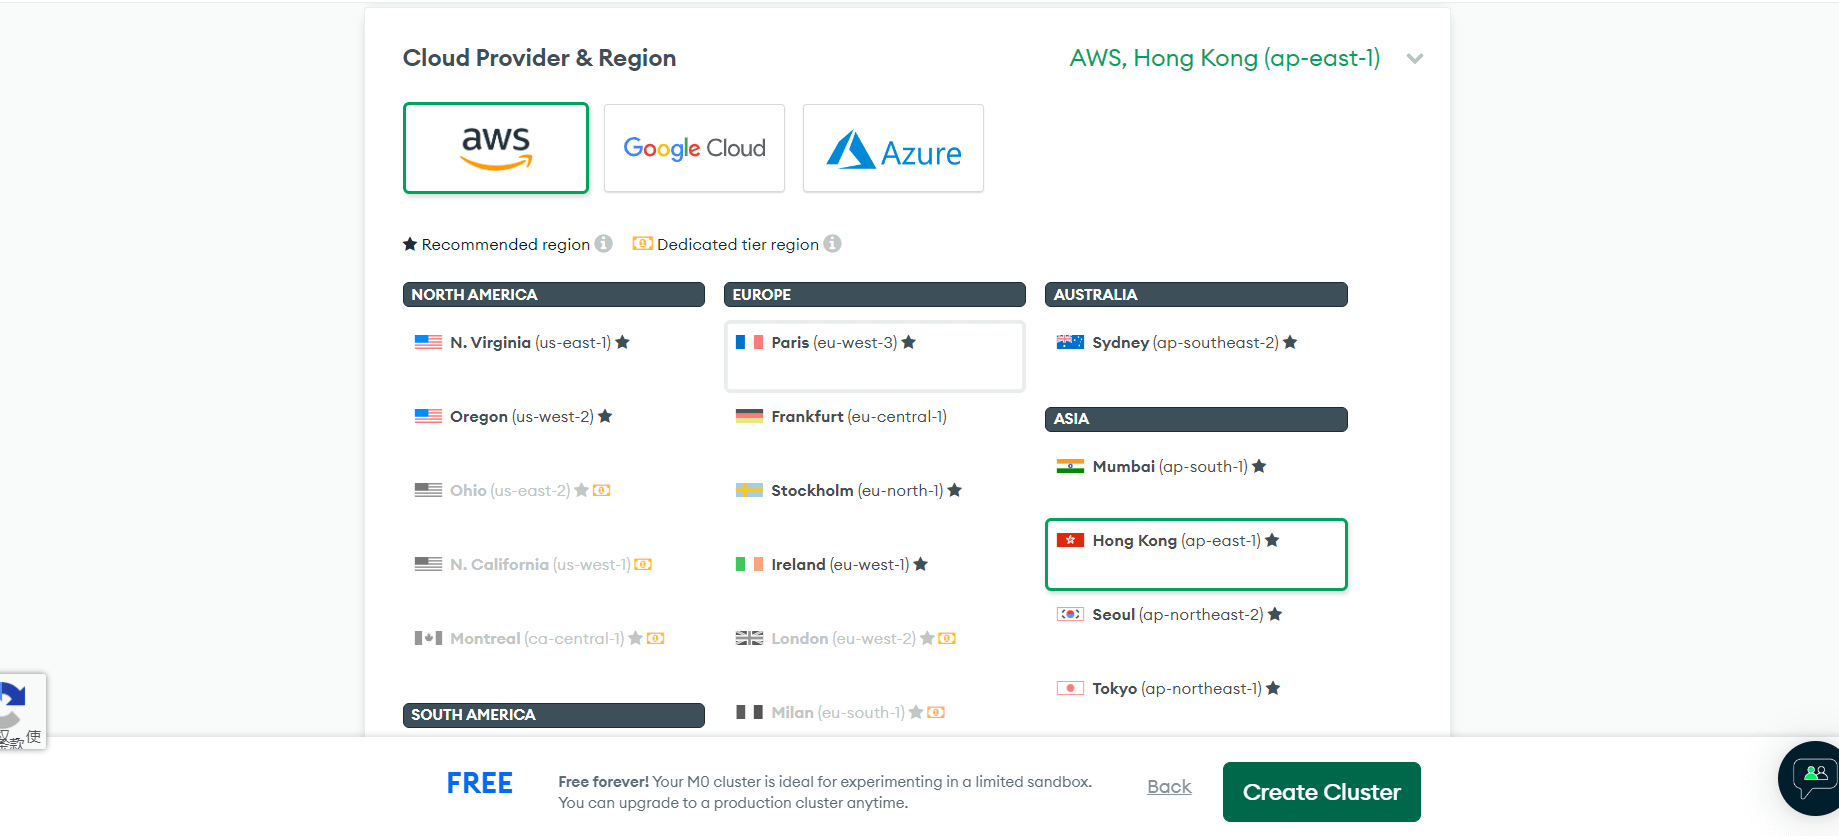 Cloud Provider & Region
AWS, Hong Kong (ap-east-1)
aws
Google Cloud
Azure
Recommended region
Dedicated tier region
NORTH AMERICA
N. Virginia (us-east-1)
Oregon (us-west-2)
Ohio (us-east-2)
N. California (us-west-1)
Montreal (ca-central-1)
SOUTH AMERICA
EUROPE
Paris (eu-west-3)
Frankfurt (eu-central-1)
Stockholm (eu-north-1)
Ireland (eu-west-1)
London (eu-west-2)
Milan (eu-south-1)
AUSTRALIA
Sydney (ap-southeast-2)
ASIA
Mumbai (ap-south-1)
Hong Kong (ap-east-1)
Seoul (ap-northeast-2)
Tokyo (ap-northeast-1)
使
款
FREE
Free forever! Your M0 cluster is ideal for experimenting in a limited sandbox.
You can upgrade to a production cluster anytime.
Back
Create Cluster